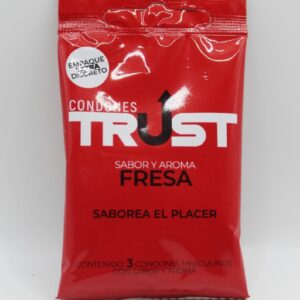 EMPAQUE
DISCRETO
CONDONES
TRUST
SABOR Y AROMA
FRESA
SABOREA EL PLACER
CONTENIDO: 3 CONDONES MASCULINOS
CON SABOR Y AROMA